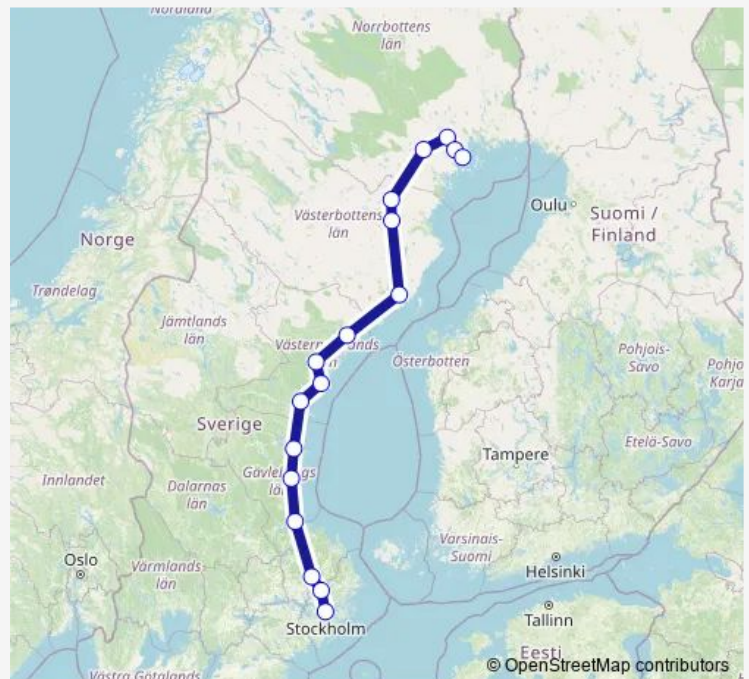 Nordland
Norrbottens
län
Oulu
Suomi /
Finland
Västerbottens
län
Norge
Trøndelag
Jämtlands
län
Österbotten
Pohjois-
Savo
Sverige
Etelä-Savo
Tampere
Innlandet
Dalarnas
län
Varsinais-
Suomi
Oslo
Värmlands
län
Helsinki
Tallinn
Stockholm
Eesti
© OpenStreetMap contributors